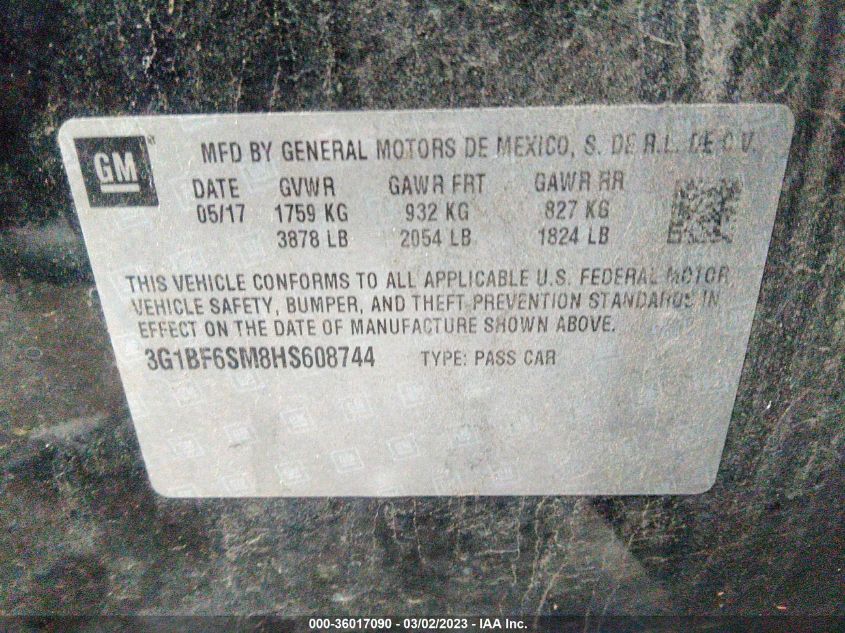 GM®
MFD BY GENERAL MOTORS DE MEXICO, S. DE R.L. DE C.V.
DATE GVWR GAWR FRT GAWR RR
05/17 1759 KG 932 KG 827 KG
3878 LB 2054 LB 1824 LB
THIS VEHICLE CONFORMS TO ALL APPLICABLE U.S. FEDERAL MOTOR
VEHICLE SAFETY, BUMPER, AND THEFT PREVENTION STANDARDS IN
EFFECT ON THE DATE OF MANUFACTURE SHOWN ABOVE.
3G1BF6SM8HS608744 TYPE: PASS CAR
000-36017090 - 03/02/2023 - IAA Inc.